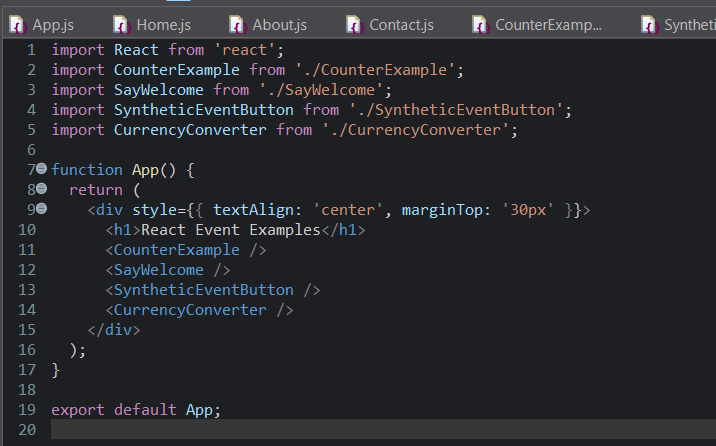 App.js Home.js About.js Contact.js CounterExamp... Syntheti
1 import React from 'react';
2 import CounterExample from './CounterExample';
3 import SayWelcome from './SayWelcome';
4 import SyntheticEventButton from './SyntheticEventButton';
5 import CurrencyConverter from './CurrencyConverter';
6
7 function App() {
8 return (
9 <div style={{ textAlign: 'center', marginTop: '30px' }}>
10 <h1>React Event Examples</h1>
11 <CounterExample />
12 <SayWelcome />
13 <SyntheticEventButton />
14 <CurrencyConverter />
15 </div>
16 );
17 }
18
19 export default App;
20